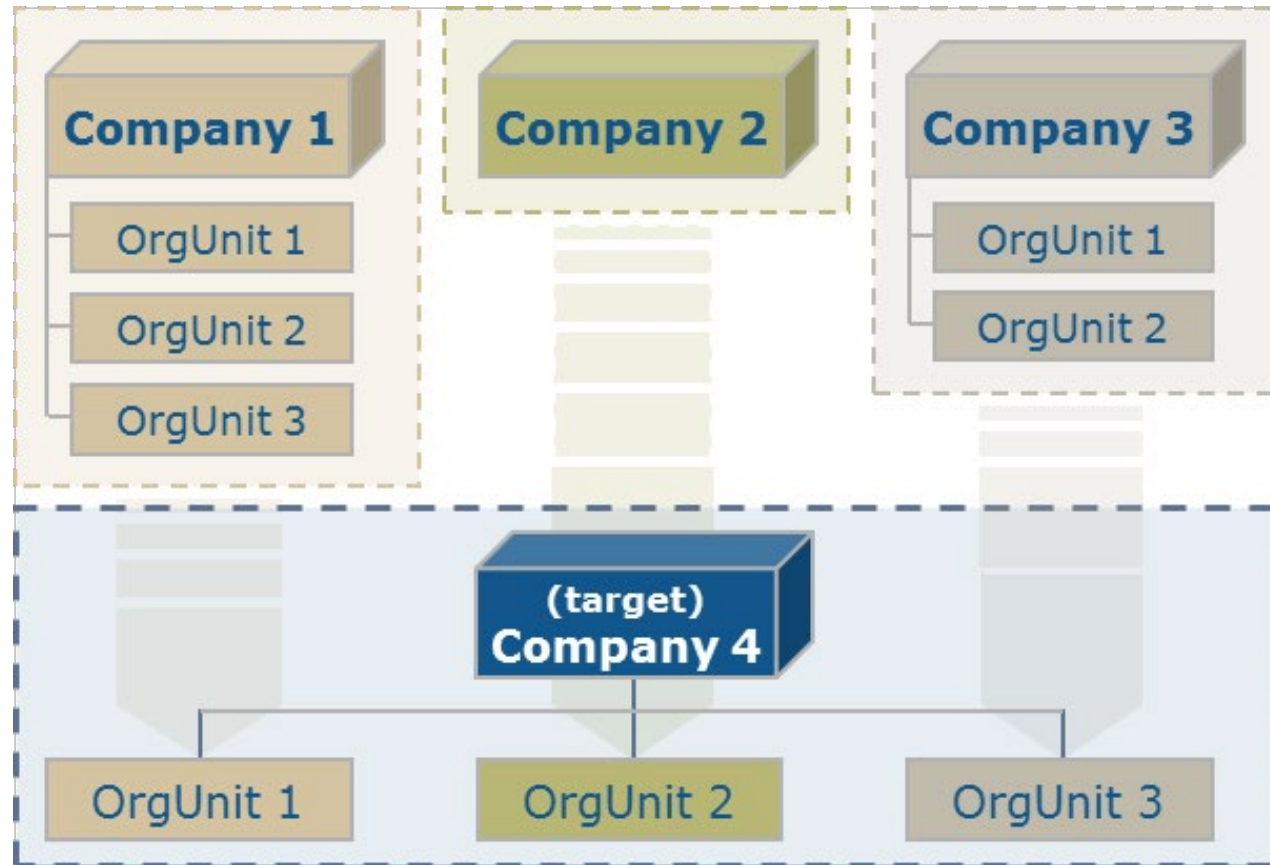 Company 1
OrgUnit 1
OrgUnit 2
OrgUnit 3
Company 2
Company 3
OrgUnit 1
OrgUnit 2
(target)
Company 4
OrgUnit 1
OrgUnit 2
OrgUnit 3